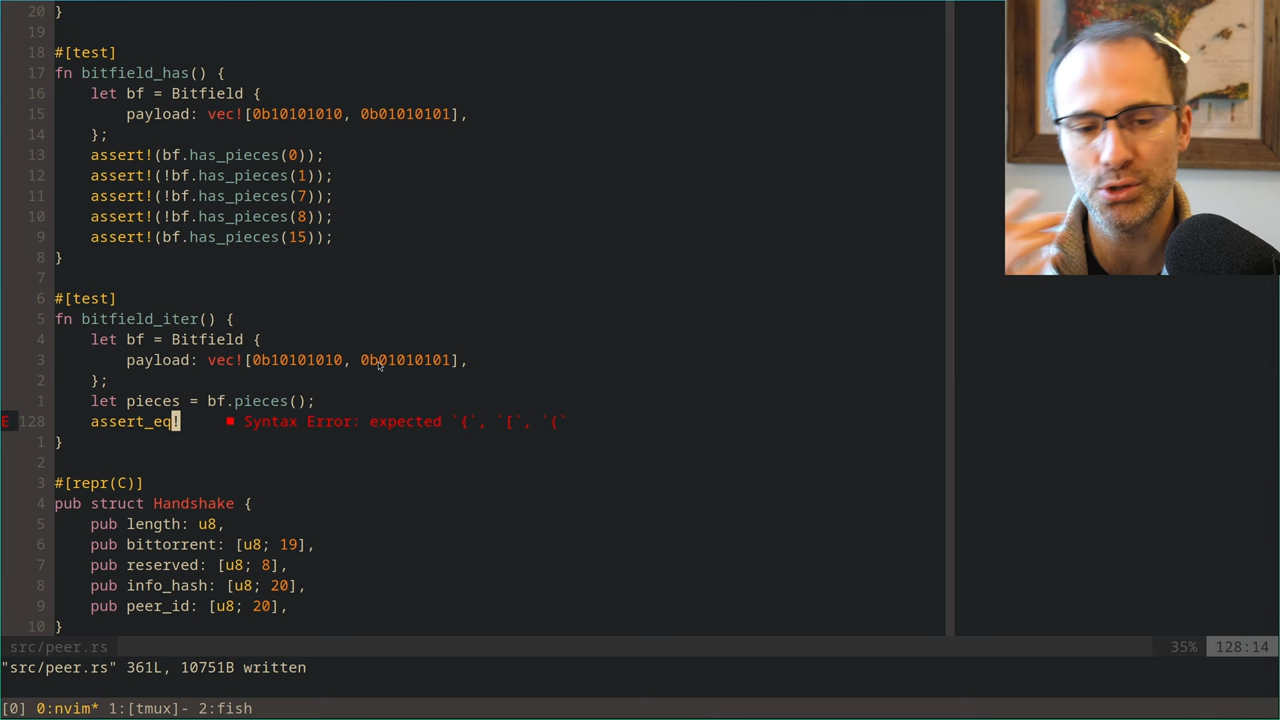 20 }
19
18 #[test]
17 fn bitfield_has() {
16     let bf = Bitfield {
15         payload: vec![0b10101010, 0b01010101],
14     };
13     assert!(bf.has_pieces(0));
12     assert!(!bf.has_pieces(1));
11     assert!(!bf.has_pieces(7));
10     assert!(!bf.has_pieces(8));
9     assert!(bf.has_pieces(15));
8 }
7
6 #[test]
5 fn bitfield_iter() {
4     let bf = Bitfield {
3         payload: vec![0b10101010, 0b01010101],
2     };
1     let pieces = bf.pieces();
E 128     assert_eq!     ■ Syntax Error: expected `{`, `[`, `(`
1 }
2
3 #[repr(C)]
4 pub struct Handshake {
5     pub length: u8,
6     pub bittorrent: [u8; 19],
7     pub reserved: [u8; 8],
8     pub info_hash: [u8; 20],
9     pub peer_id: [u8; 20],
10 }
src/peer.rs 35% 128:14
"src/peer.rs" 361L, 10751B written
[0] 0:nvim* 1:[tmux]- 2:fish